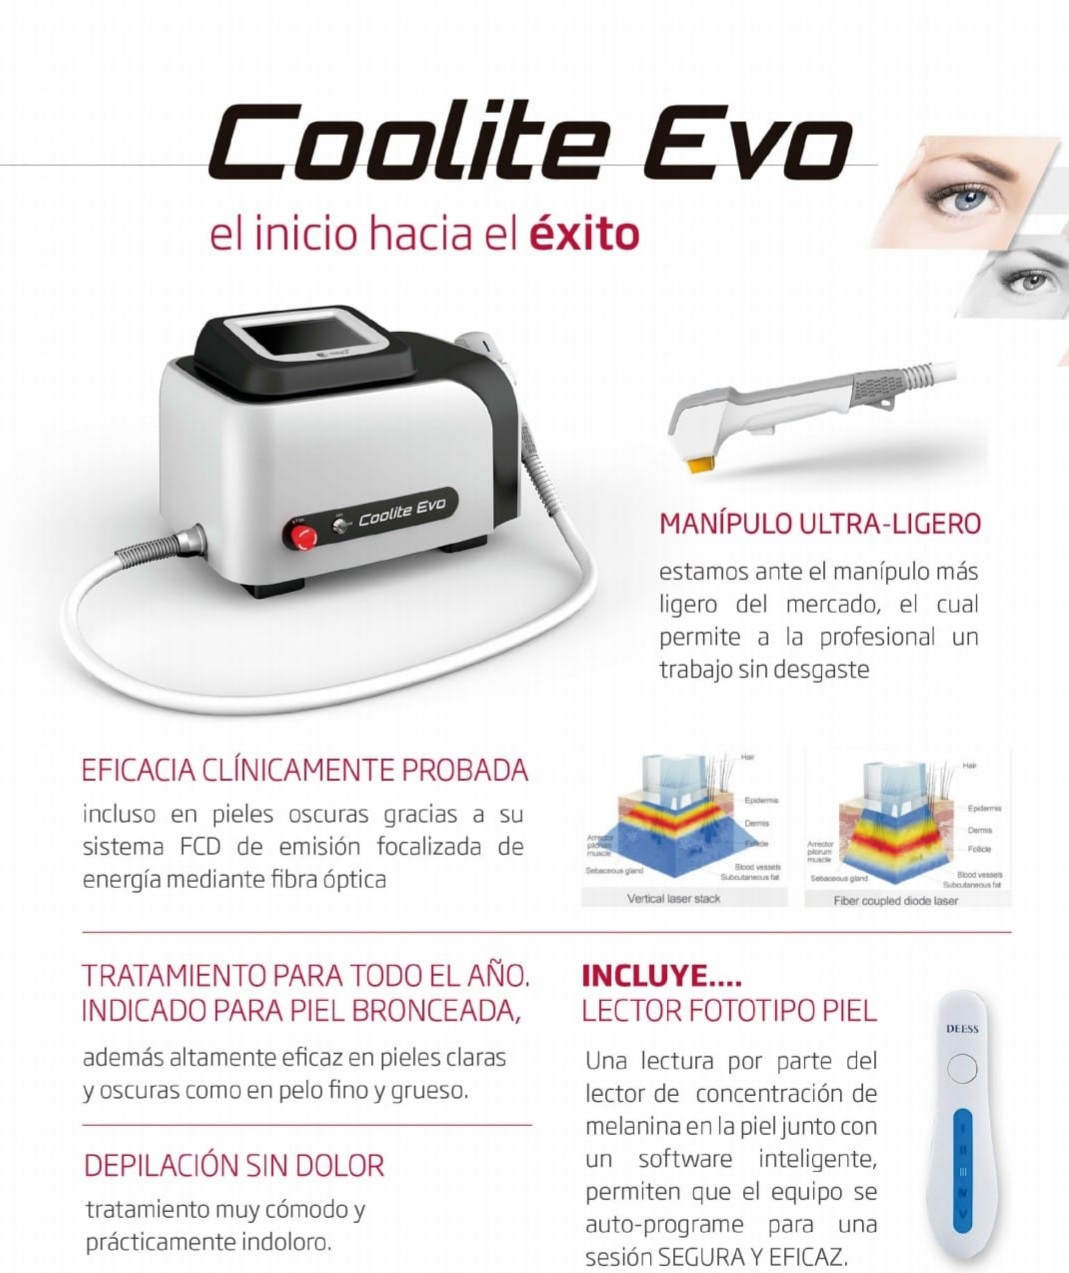 Coolite Evo
el inicio hacia el éxito
Coolite Evo
MANÍPULO ULTRA-LIGERO
estamos ante el manípulo más
ligero del mercado, el cual
permite a la profesional un
trabajo sin desgaste
EFICACIA CLÍNICAMENTE PROBADA
incluso en pieles oscuras gracias a su
sistema FCD de emisión focalizada de
energía mediante fibra óptica
Hair
Epidermis
Dermis
Follicle
Arrector
pilorum
muscle
Sebaceous gland
Blood vessels
Subcutaneous fat
Vertical laser stack
Hair
Epidermis
Dermis
Follicle
Arrector
pilorum
muscle
Sebaceous gland
Blood vessels
Subcutaneous fat
Fiber coupled diode laser
TRATAMIENTO PARA TODO EL AÑO.
INDICADO PARA PIEL BRONCEADA,
además altamente eficaz en pieles claras
y oscuras como en pelo fino y grueso.
DEPILACIÓN SIN DOLOR
tratamiento muy cómodo y
prácticamente indoloro.
INCLUYE....
LECTOR FOTOTIPO PIEL
Una lectura por parte del
lector de concentración de
melanina en la piel junto con
un software inteligente,
permiten que el equipo se
auto-programe para una
sesión SEGURA Y EFICAZ.
DEESS
I
II
III
IV
V